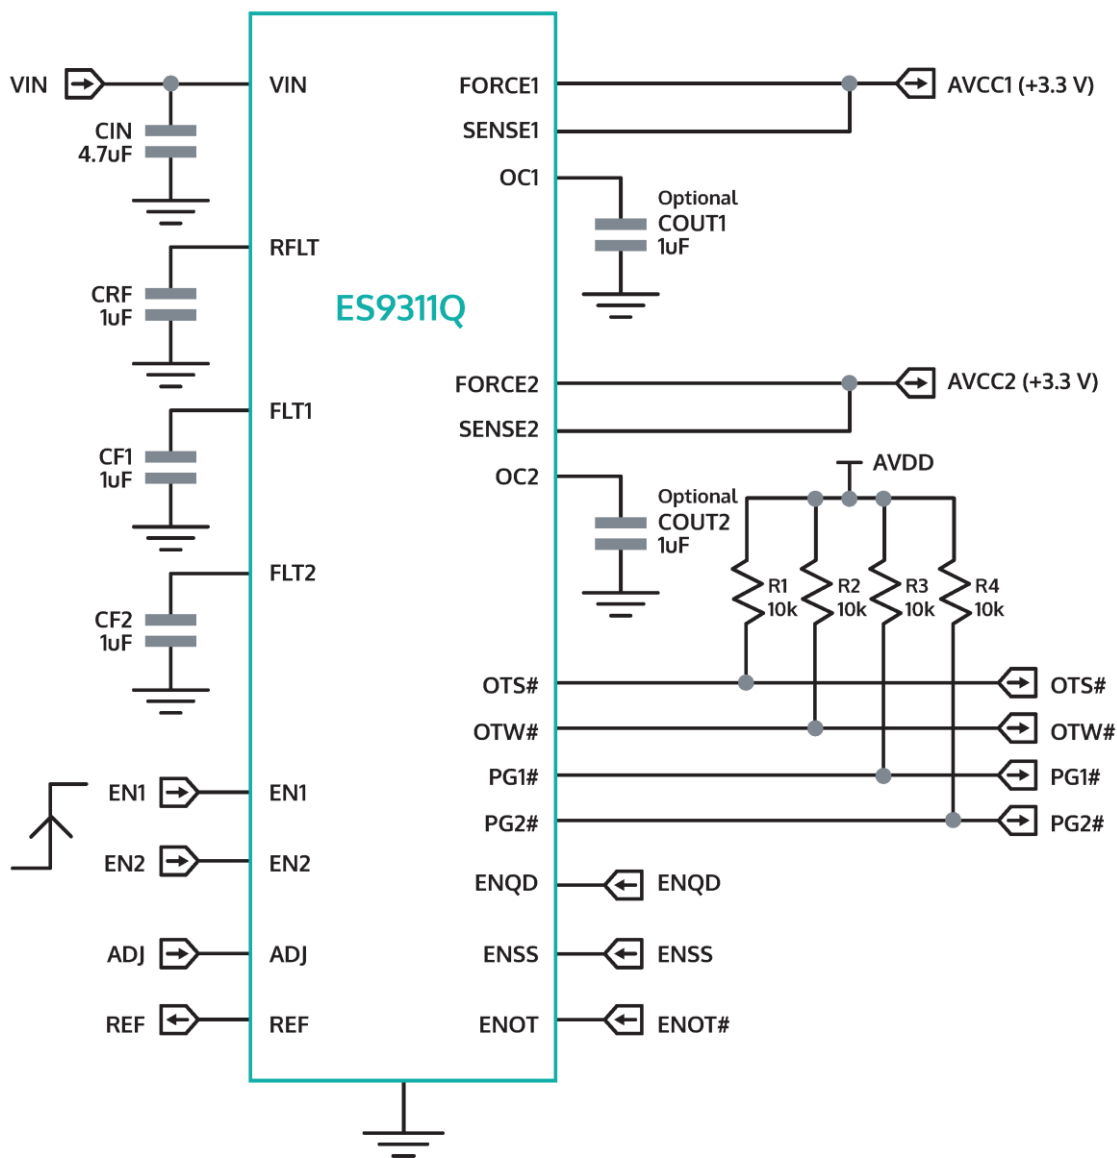 VIN
VIN
FORCE1
AVCC1 (+3.3 V)
CIN
4.7uF
SENSE1
OC1
Optional
COUT1
1uF
RFLT
CRF
1uF
ES9311Q
FORCE2
AVCC2 (+3.3 V)
FLT1
SENSE2
CF1
1uF
OC2
AVDD
Optional
COUT2
1uF
FLT2
R1
10k
R2
10k
R3
10k
R4
10k
CF2
1uF
OTS#
OTS#
OTW#
OTW#
PG1#
PG1#
EN1
EN1
PG2#
PG2#
EN2
EN2
ENQD
ENQD
ADJ
ADJ
ENSS
ENSS
REF
REF
ENOT
ENOT#